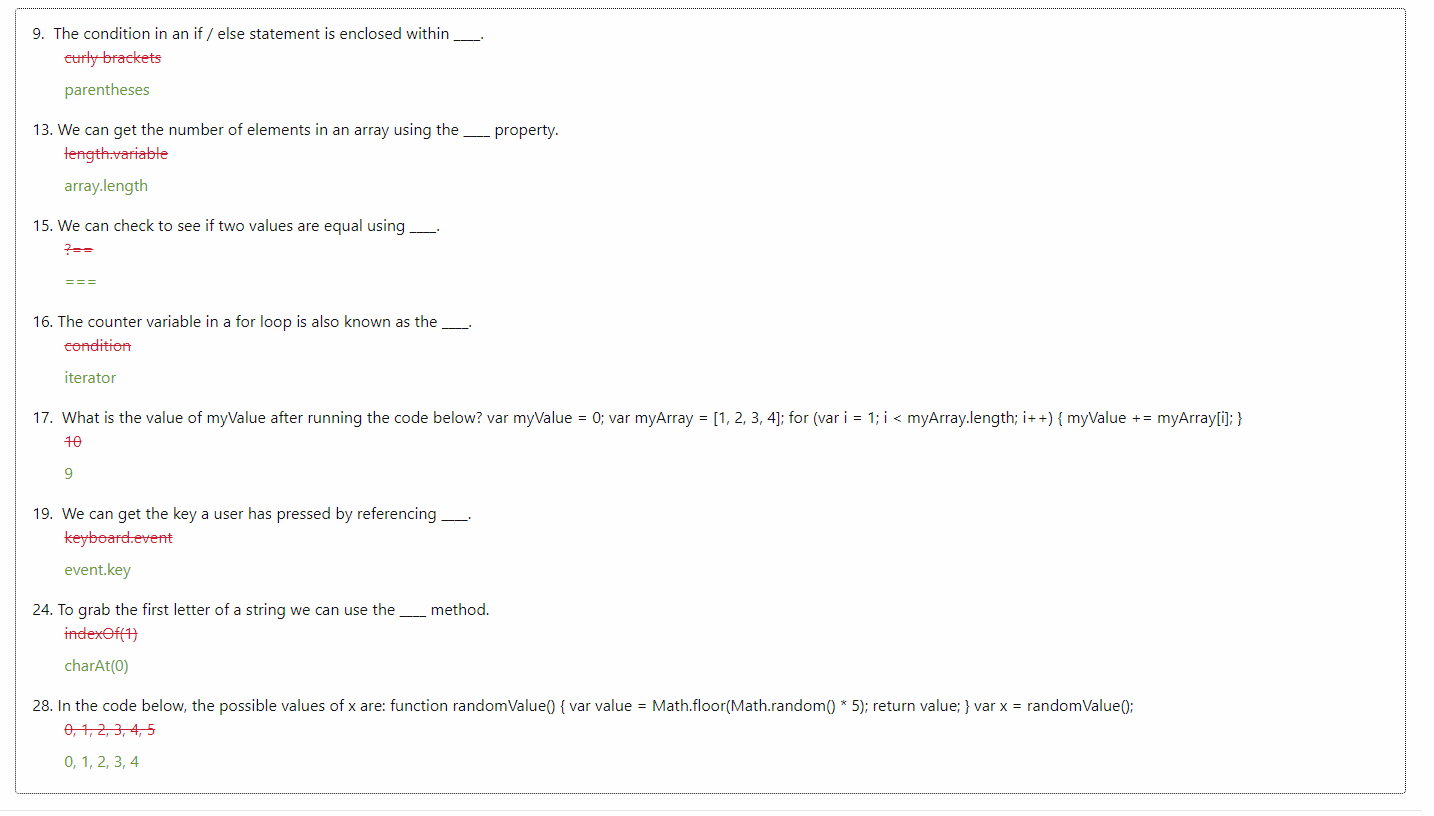 9. The condition in an if / else statement is enclosed within ____.
curly brackets
parentheses
13. We can get the number of elements in an array using the ____ property.
length.variable
array.length
15. We can check to see if two values are equal using ____.
?==
===
16. The counter variable in a for loop is also known as the ____.
condition
iterator
17. What is the value of myValue after running the code below? var myValue = 0; var myArray = [1, 2, 3, 4]; for (var i = 1; i < myArray.length; i++) { myValue += myArray[i]; }
10
9
19. We can get the key a user has pressed by referencing ____.
keyboard.event
event.key
24. To grab the first letter of a string we can use the ____ method.
indexOf(1)
charAt(0)
28. In the code below, the possible values of x are: function randomValue() { var value = Math.floor(Math.random() * 5); return value; } var x = randomValue();
0, 1, 2, 3, 4, 5
0, 1, 2, 3, 4